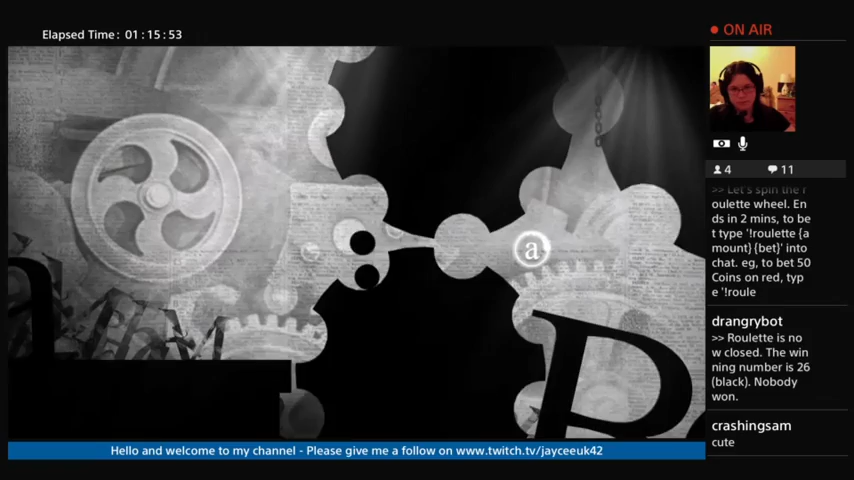 Elapsed Time: 01:15:53
ON AIR
4
11
>> Let's spin the r
oulette wheel. En
ds in 2 mins, to be
t type '!roulette {a
mount} {bet}' into
chat. eg, to bet 50
Coins on red, typ
e '!roule
drangrybot
>> Roulette is no
w closed. The win
ning number is 26
(black). Nobody
won.
crashingsam
cute
a
Hello and welcome to my channel - Please give me a follow on www.twitch.tv/jayceeuk42